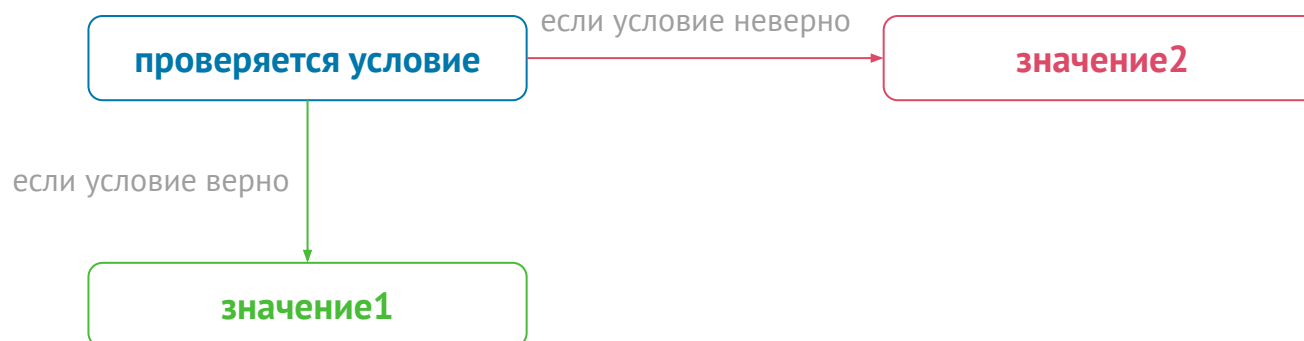 если условие неверно
проверяется условие
значение2
если условие верно
значение1